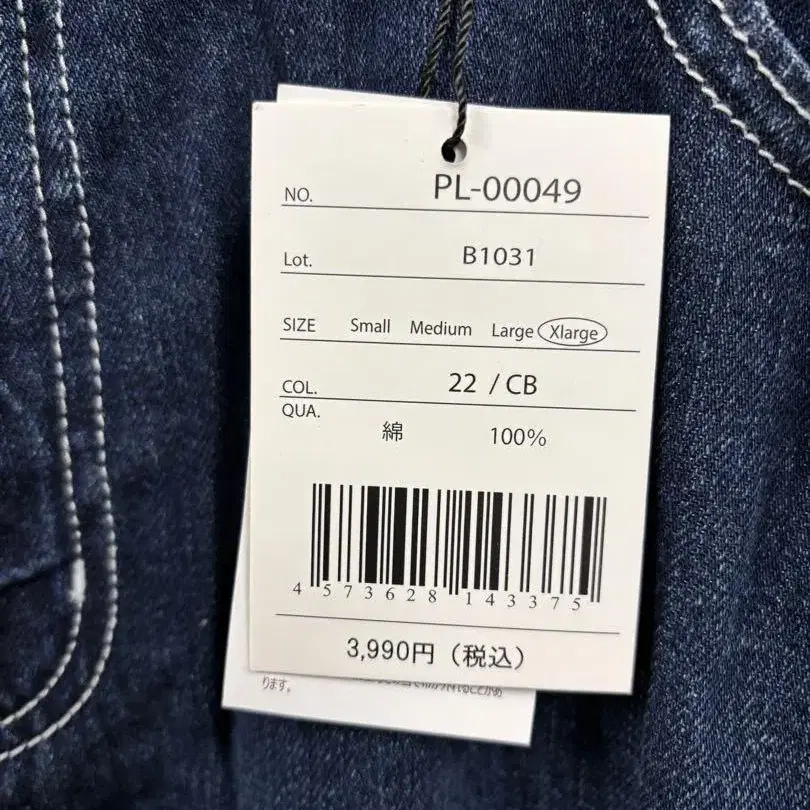 NO. PL-00049
Lot. B1031
SIZE Small Medium Large Xlarge
COL. 22 / CB
QUA.
綿 100%
4 573628 143375
3,990円（税込）
ります。